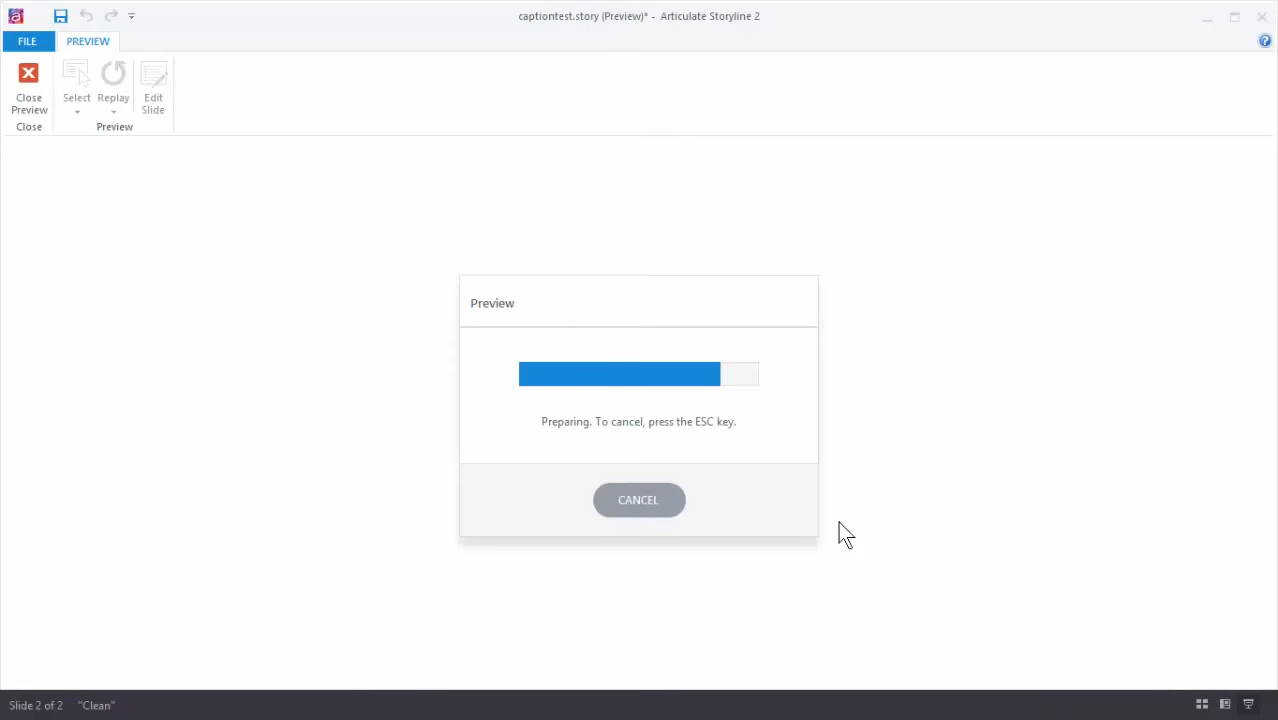 captiontest.story (Preview)* - Articulate Storyline 2
FILE
PREVIEW
Close Preview
Select
Replay
Edit Slide
Close
Preview
Preview
Preparing. To cancel, press the ESC key.
CANCEL
Slide 2 of 2
"Clean"